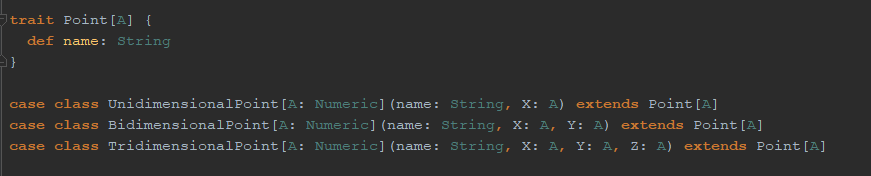 trait Point[A] {
  def name: String
}
case class UnidimensionalPoint[A: Numeric](name: String, X: A) extends Point[A]
case class BidimensionalPoint[A: Numeric](name: String, X: A, Y: A) extends Point[A]
case class TridimensionalPoint[A: Numeric](name: String, X: A, Y: A, Z: A) extends Point[A]